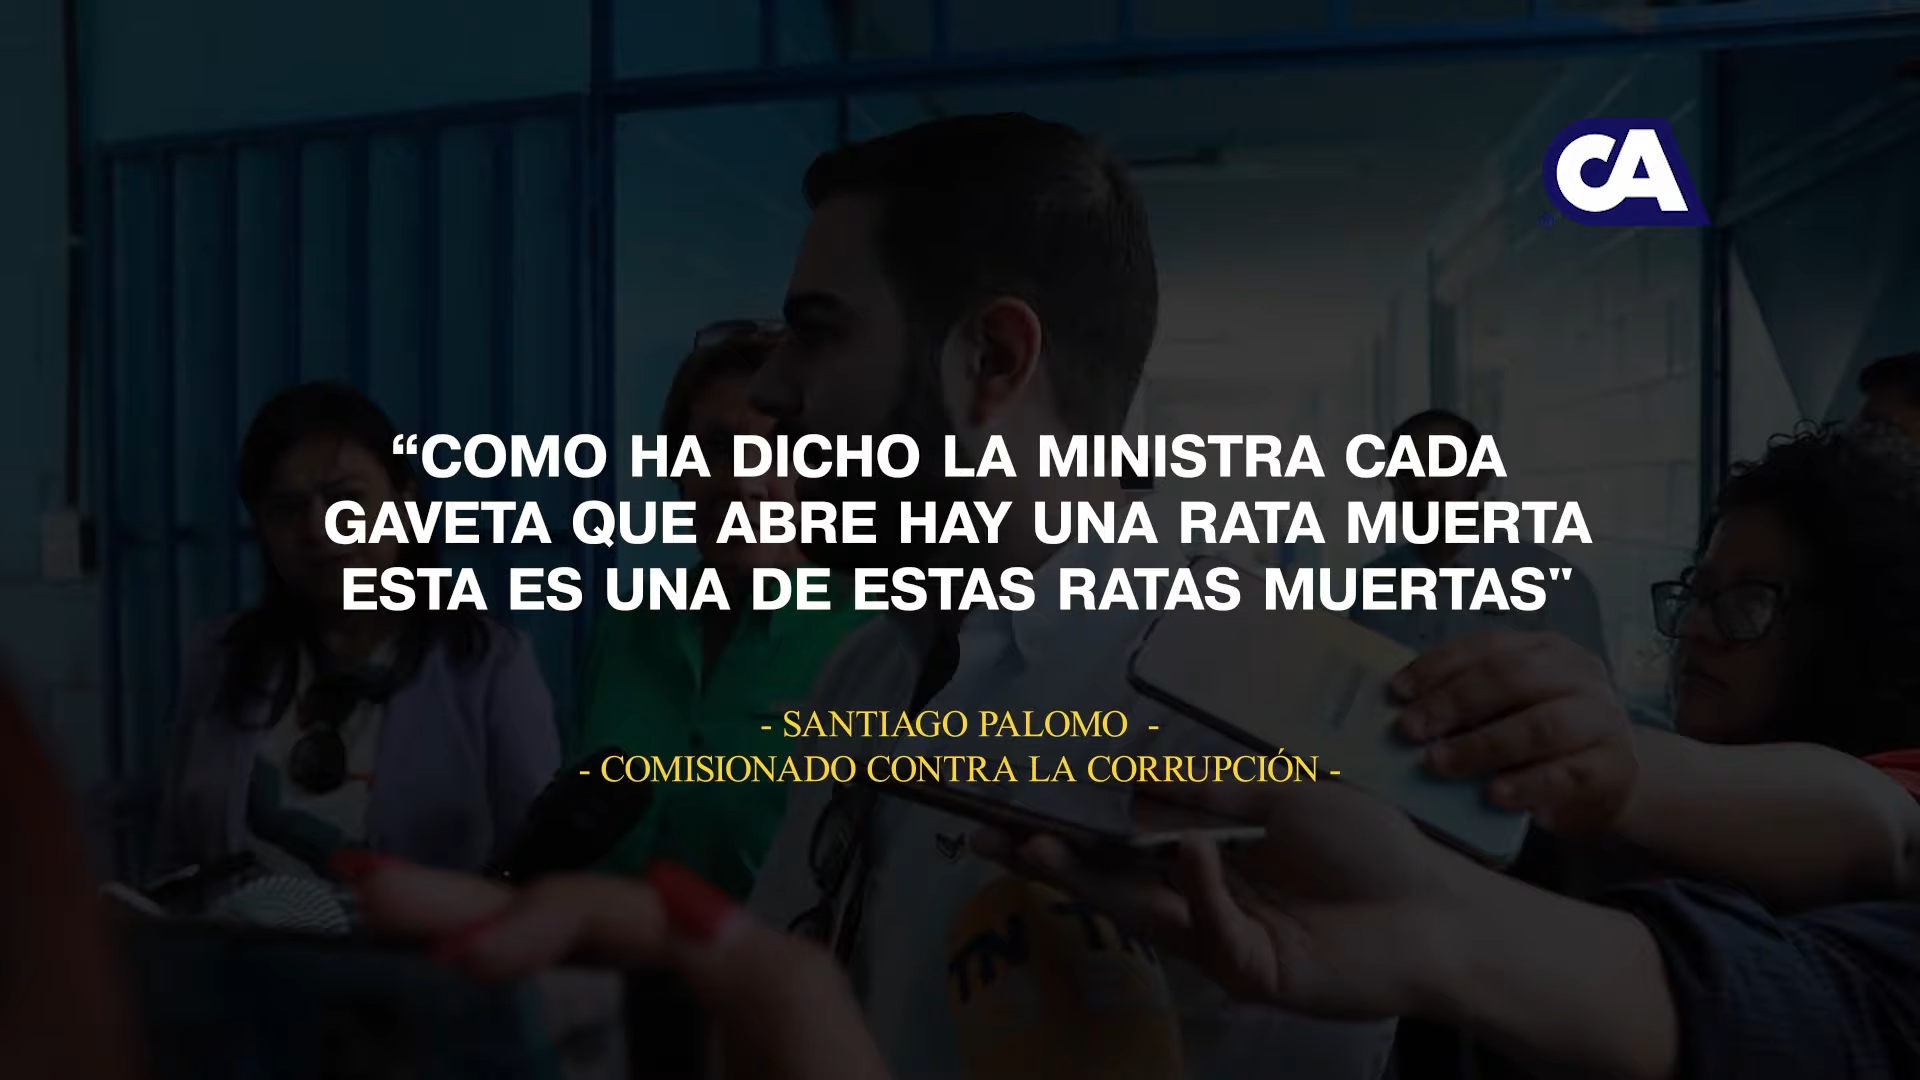 CA
“COMO HA DICHO LA MINISTRA CADA
GAVETA QUE ABRE HAY UNA RATA MUERTA
ESTA ES UNA DE ESTAS RATAS MUERTAS"
- SANTIAGO PALOMO -
- COMISIONADO CONTRA LA CORRUPCIÓN -
TN